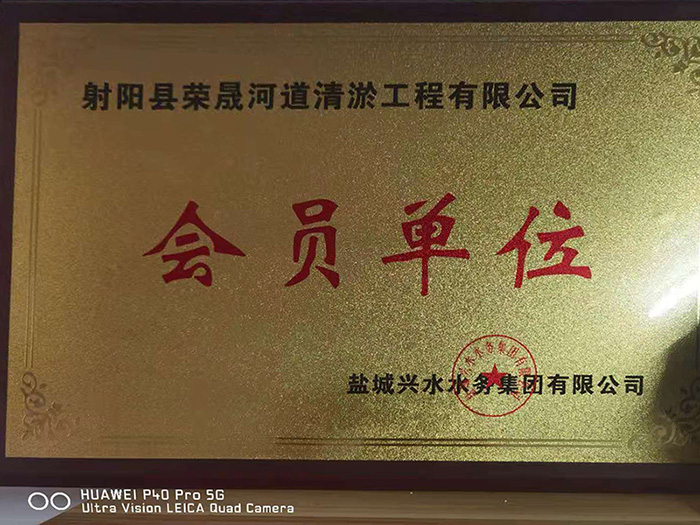 射阳县荣晟河道清淤工程有限公司
会员单位
盐城兴水水务集团有限公司
HUAWEI P40 Pro 5G
Ultra Vision LEICA Quad Camera